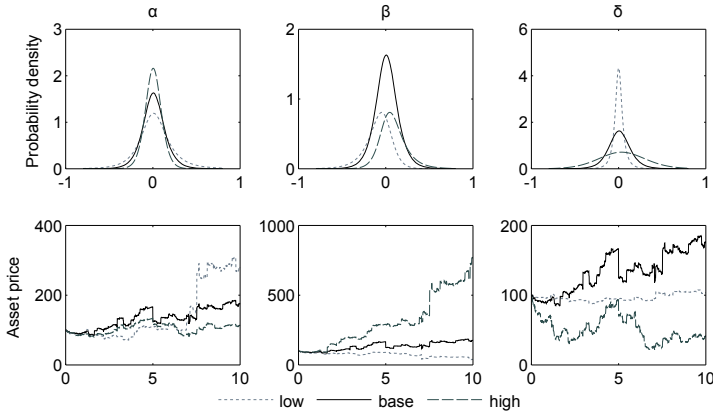 α β δ
Probability density
3 2 6
2 4
1 1 2
0 0 0
-1 0 1 -1 0 1 -1 0 1
Asset price
400 1000 200
200 500 100
0 0 0
0 5 10 0 5 10 0 5 10
low base high